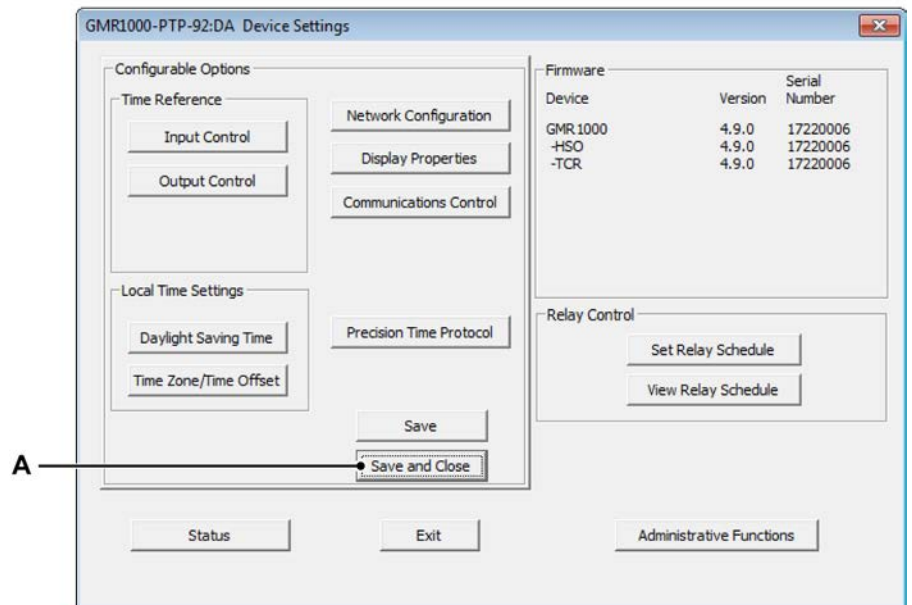 GMR1000-PTP-92:DA Device Settings
Configurable Options
Time Reference
Input Control
Output Control
Network Configuration
Display Properties
Communications Control
Local Time Settings
Daylight Saving Time
Time Zone/Time Offset
Precision Time Protocol
Save
A
Save and Close
Firmware
Device Version Serial Number
GMR1000 4.9.0 17220006
-HSO 4.9.0 17220006
-TCR 4.9.0 17220006
Relay Control
Set Relay Schedule
View Relay Schedule
Status
Exit
Administrative Functions